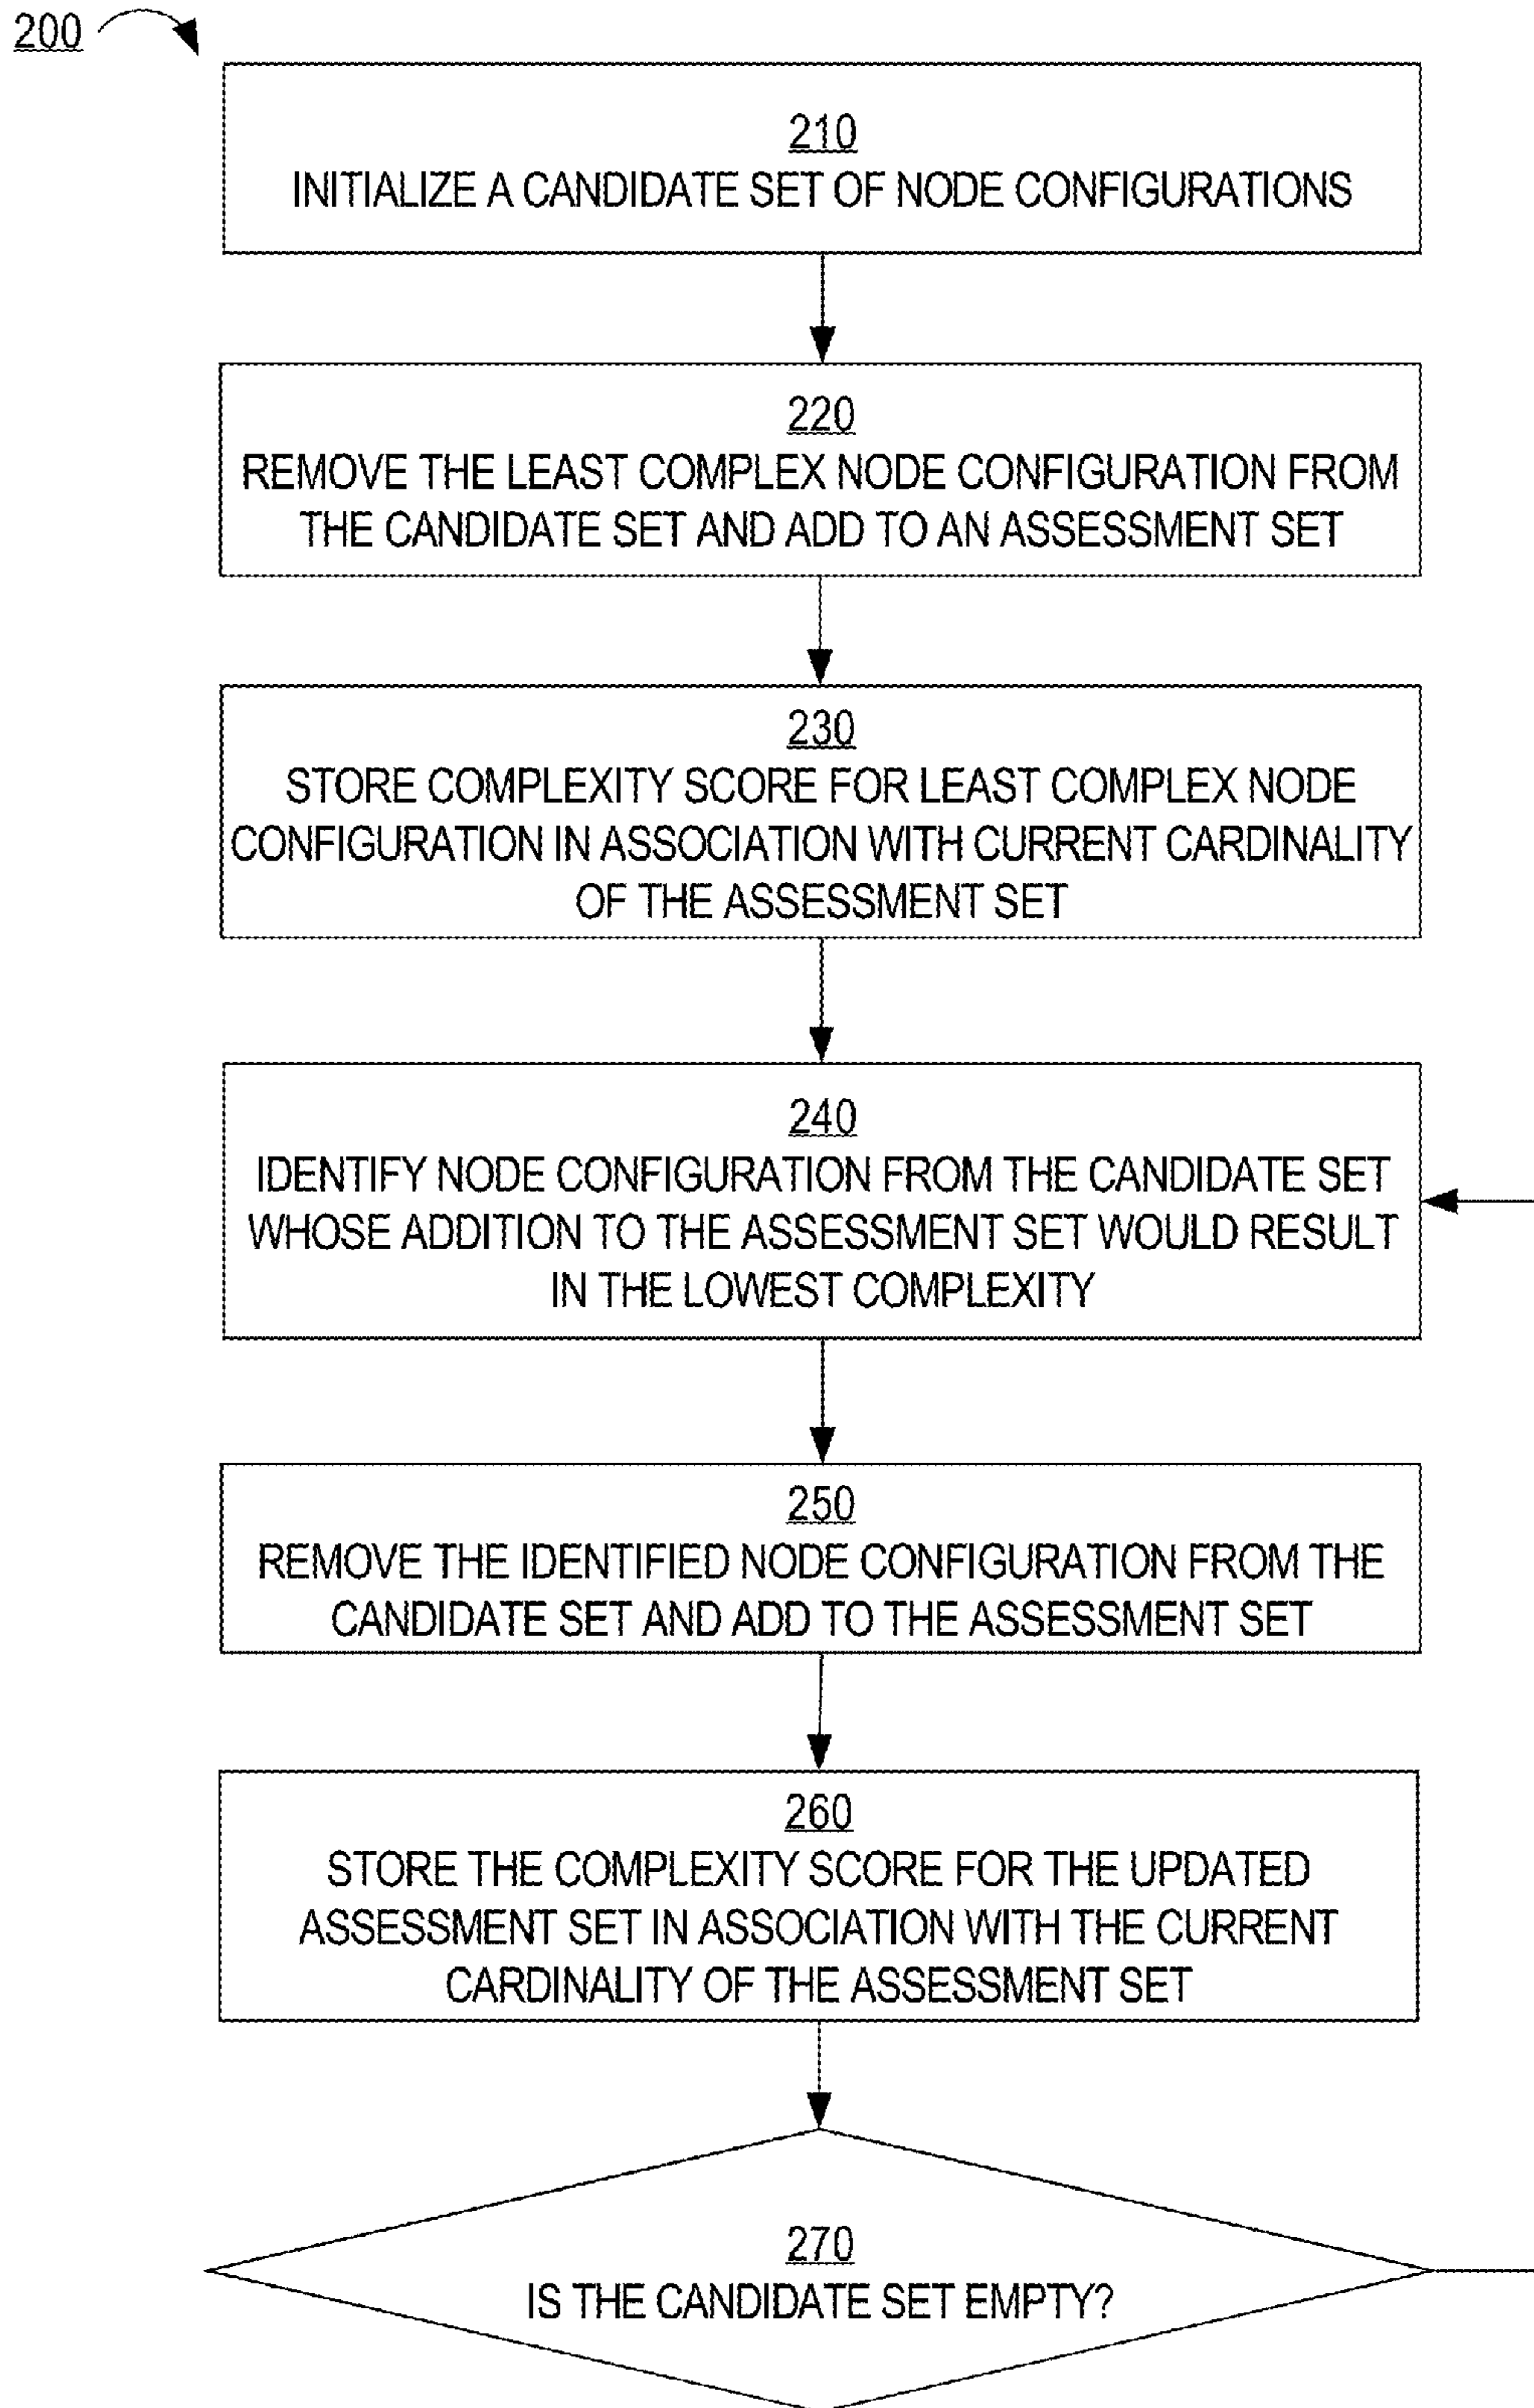 200
210
INITIALIZE A CANDIDATE SET OF NODE CONFIGURATIONS
220
REMOVE THE LEAST COMPLEX NODE CONFIGURATION FROM
THE CANDIDATE SET AND ADD TO AN ASSESSMENT SET
230
STORE COMPLEXITY SCORE FOR LEAST COMPLEX NODE
CONFIGURATION IN ASSOCIATION WITH CURRENT CARDINALITY
OF THE ASSESSMENT SET
240
IDENTIFY NODE CONFIGURATION FROM THE CANDIDATE SET
WHOSE ADDITION TO THE ASSESSMENT SET WOULD RESULT
IN THE LOWEST COMPLEXITY
250
REMOVE THE IDENTIFIED NODE CONFIGURATION FROM THE
CANDIDATE SET AND ADD TO THE ASSESSMENT SET
260
STORE THE COMPLEXITY SCORE FOR THE UPDATED
ASSESSMENT SET IN ASSOCIATION WITH THE CURRENT
CARDINALITY OF THE ASSESSMENT SET
270
IS THE CANDIDATE SET EMPTY?